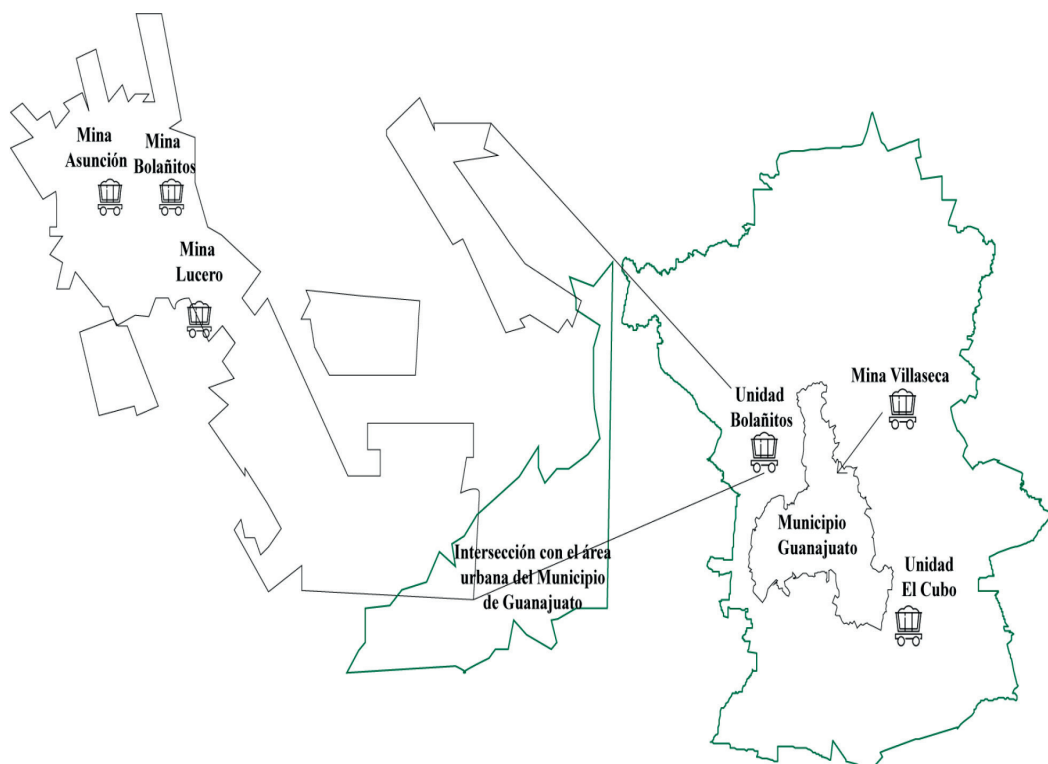 Mina
Asunción
Mina
Bolañitos
Mina
Lucero
Intersección con el área
urbana del Municipio
de Guanajuato
Unidad
Bolañitos
Mina Villaseca
Municipio
Guanajuato
Unidad
El Cubo